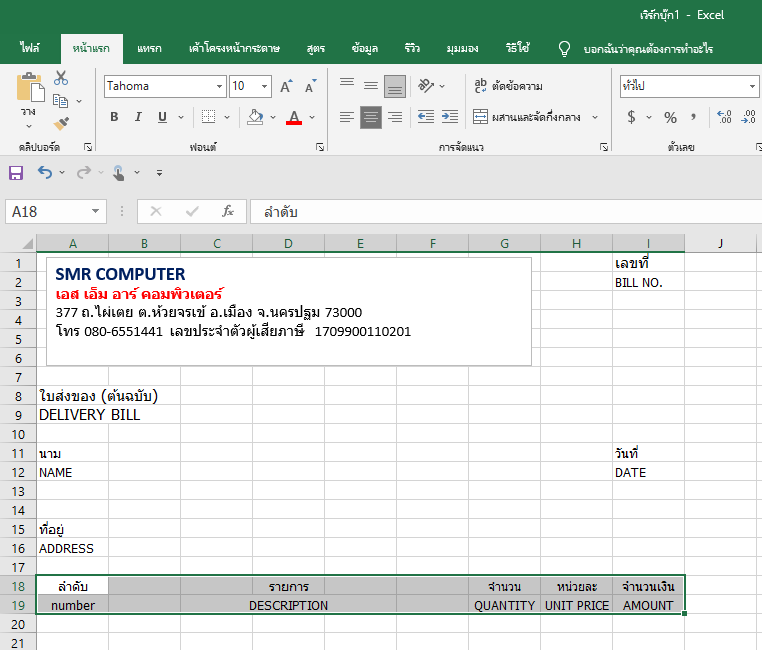 เวิร์กบุ๊ก1 - Excel
ไฟล์ หน้าแรก แทรก เค้าโครงหน้ากระดาษ สูตร ข้อมูล รีวิว มุมมอง วิธีใช้ บอกฉันว่าคุณต้องการทำอะไร
Tahoma 10 A A ab ตัดข้อความ ทั่วไป
วาง B I U A ผสานและจัดกึ่งกลาง $ % , .00 .00
คลิปบอร์ด ฟอนต์ การจัดแนว ตัวเลข
A18 fx ลำดับ
A B C D E F G H I J
1 เลขที่
SMR COMPUTER
2 BILL NO.
เอส เอ็ม อาร์ คอมพิวเตอร์
3
377 ถ.ไผ่เตย ต.ห้วยจรเข้ อ.เมือง จ.นครปฐม 73000
4
โทร 080-6551441 เลขประจำตัวผู้เสียภาษี 1709900110201
5
6
7
8 ใบส่งของ (ต้นฉบับ)
9 DELIVERY BILL
10
11 นาม วันที่
12 NAME DATE
13
14
15 ที่อยู่
16 ADDRESS
17
18 ลำดับ รายการ จำนวน หน่วยละ จำนวนเงิน
19 number DESCRIPTION QUANTITY UNIT PRICE AMOUNT
20
21